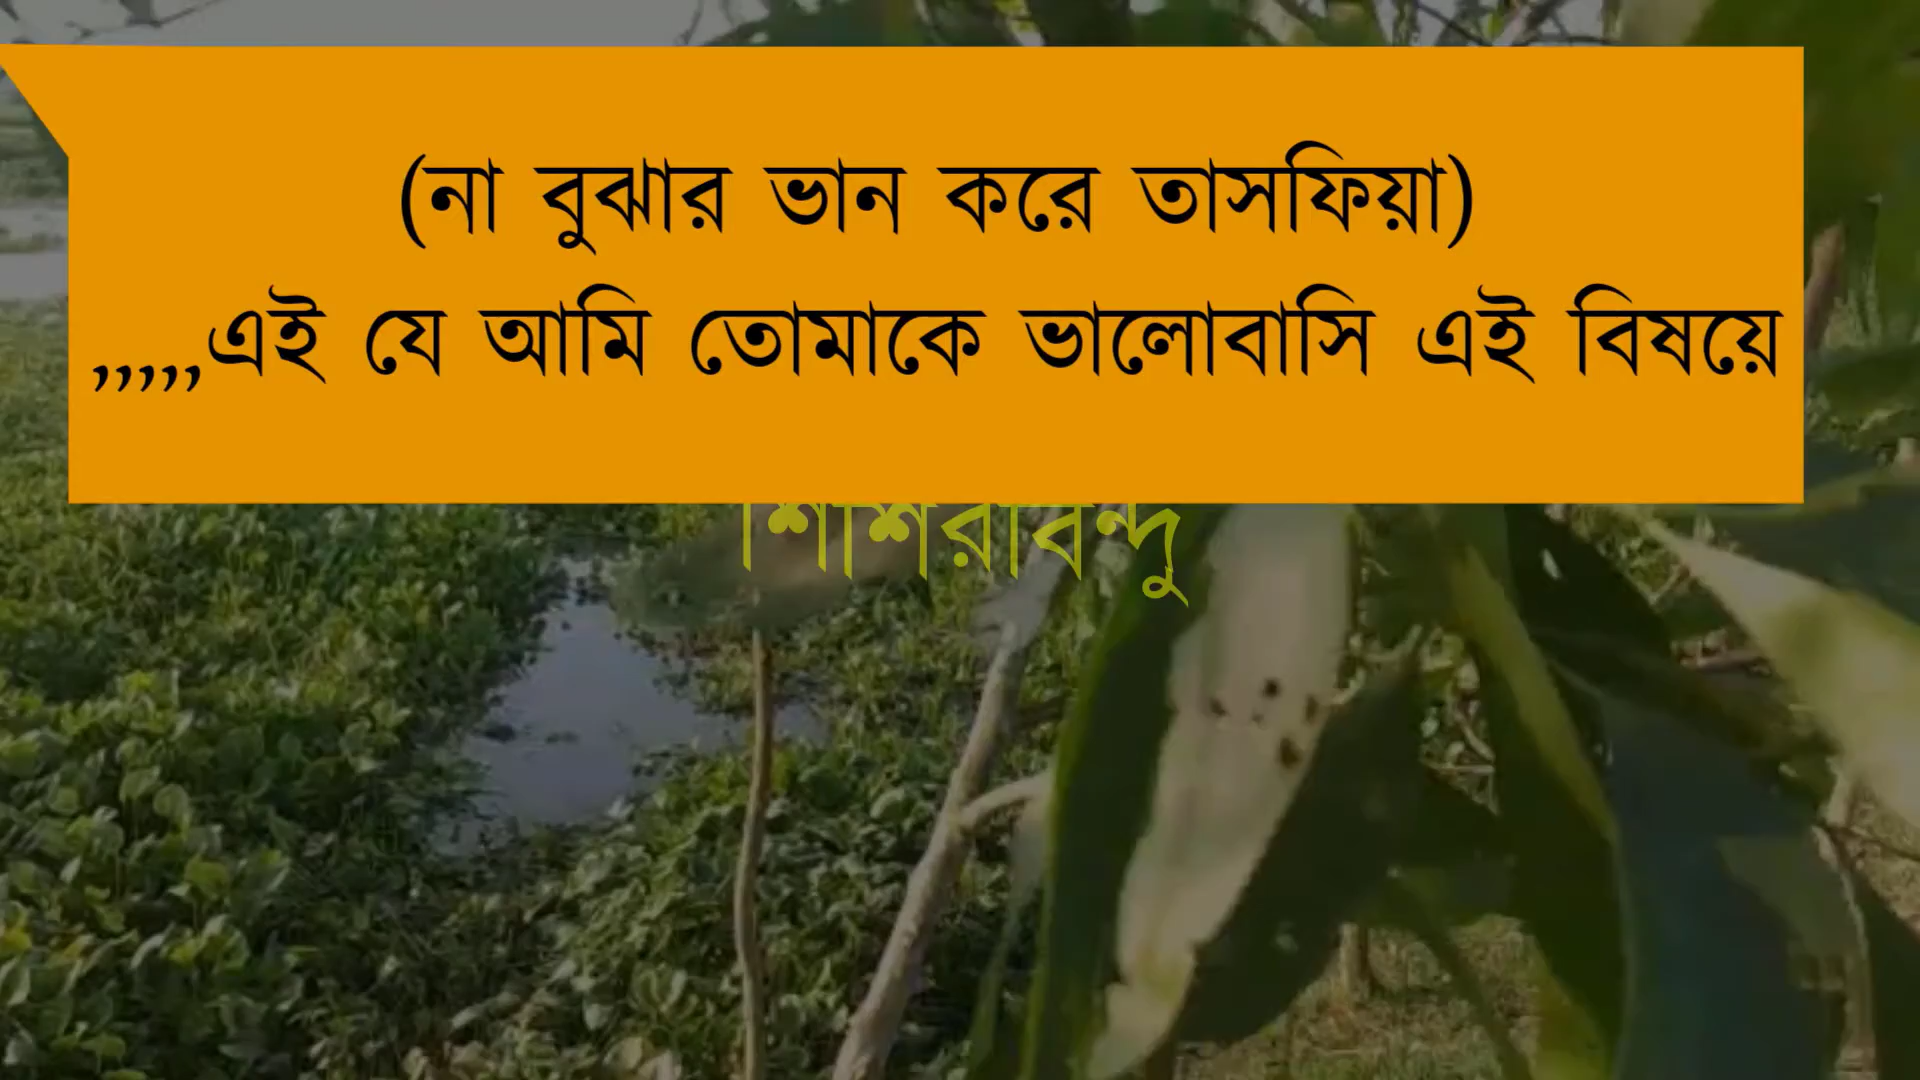 (না বুঝার ভান করে তাসফিয়া)
,,,,,এই যে আমি তোমাকে ভালোবাসি এই বিষয়ে
শিশিরবিন্দু